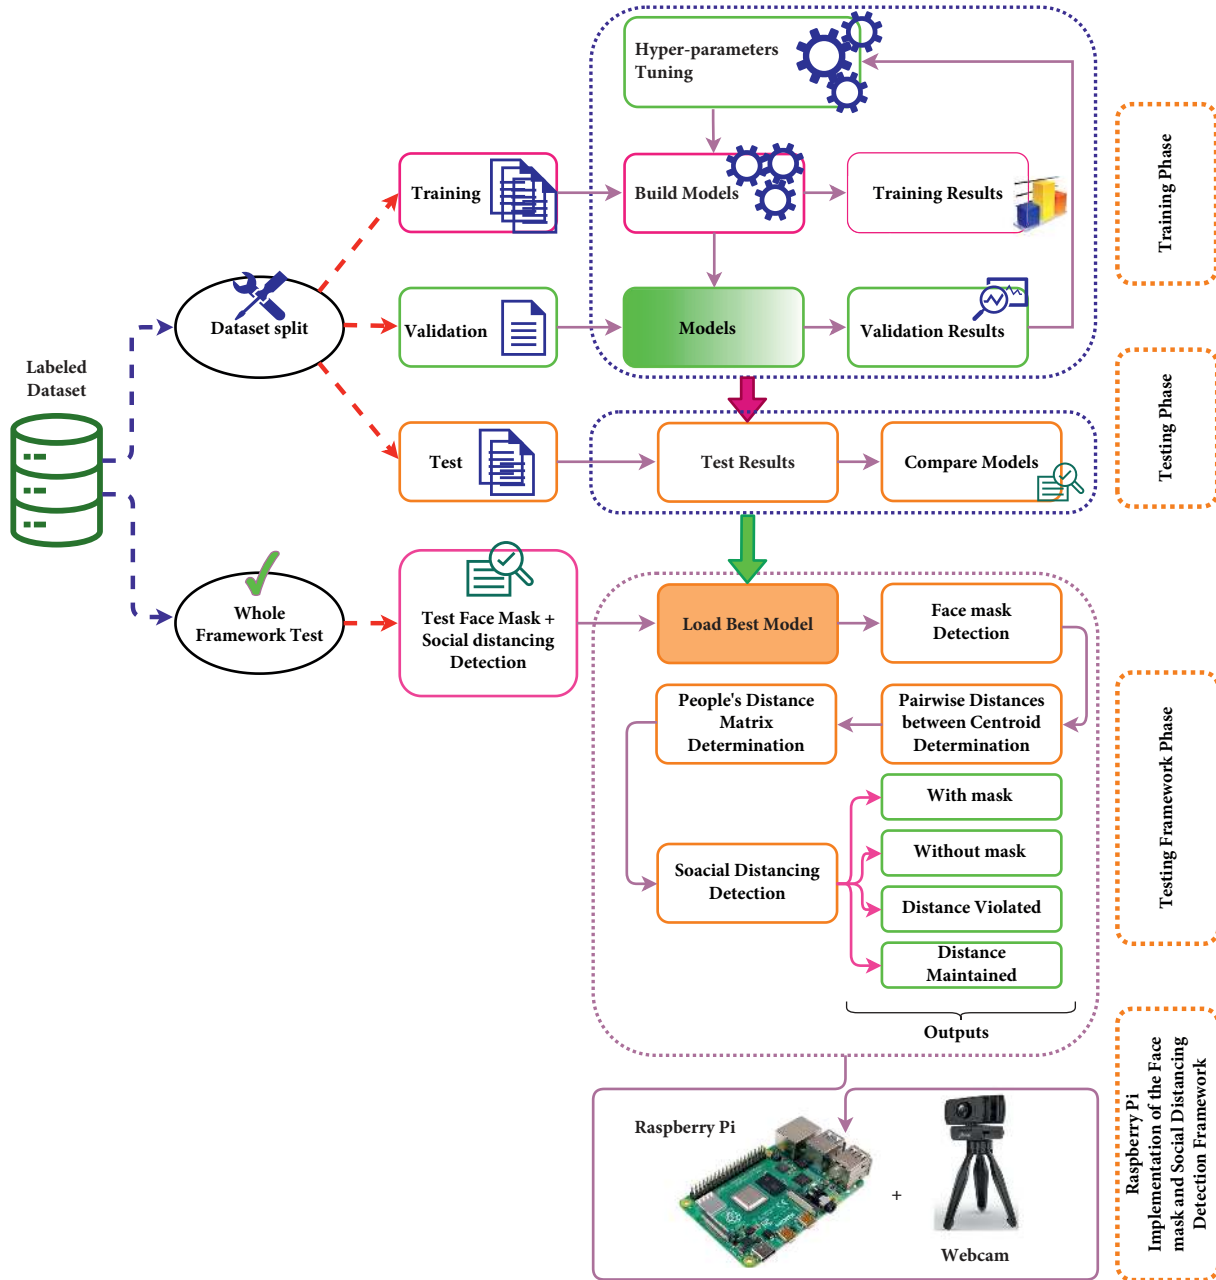 Hyper-parameters
Tuning
Training
Build Models
Training Results
Training Phase
Dataset split
Validation
Models
Validation Results
Labeled
Dataset
Test
Test Results
Compare Models
Testing Phase
Whole
Framework Test
Test Face Mask +
Social distancing
Detection
Load Best Model
Face mask
Detection
People's Distance
Matrix
Determination
Pairwise Distances
between Centroid
Determination
Testing Framework Phase
With mask
Without mask
Soacial Distancing
Detection
Distance Violated
Distance
Maintained
Outputs
Raspberry Pi
+
Webcam
Raspberry Pi
Implementation of the Face
mask and Social Distancing
Detection Framework